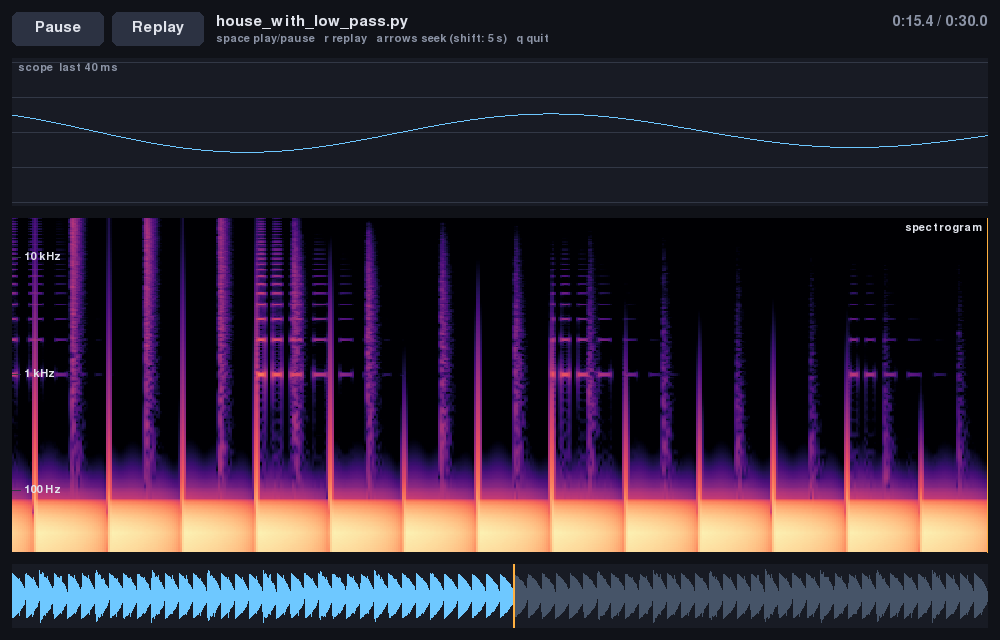 Pause
Replay
house_with_low_pass.py
space play/pause r replay arrows seek (shift: 5 s) q quit
0:15.4 / 0:30.0
scope last 40 ms
spectrogram
10 kHz
1 kHz
100 Hz